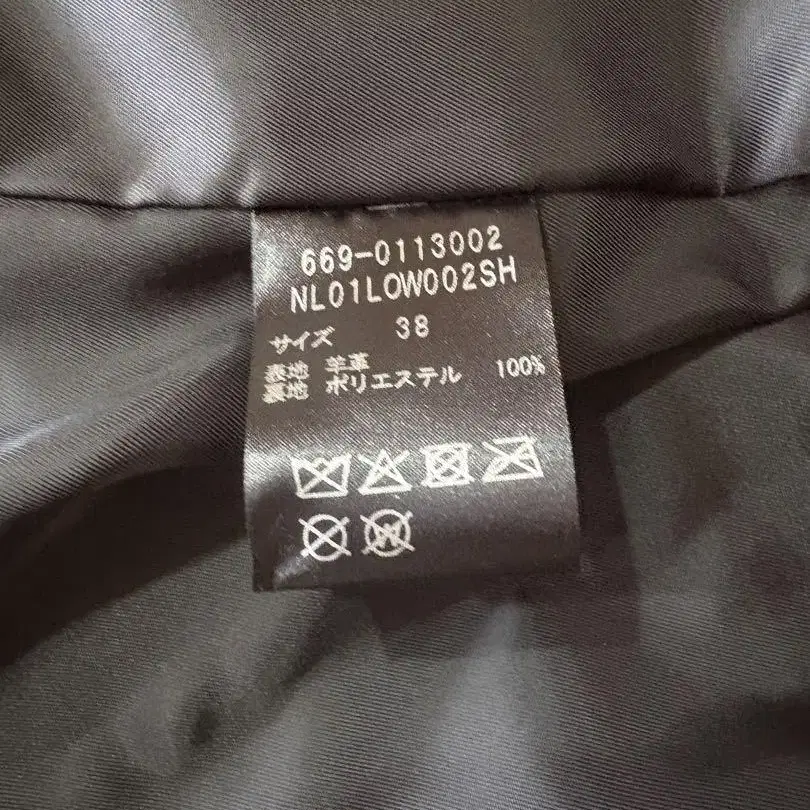 669-0113002
NL01LOW002SH
サイズ 38
表地 羊革
裏地 ポリエステル 100%
W